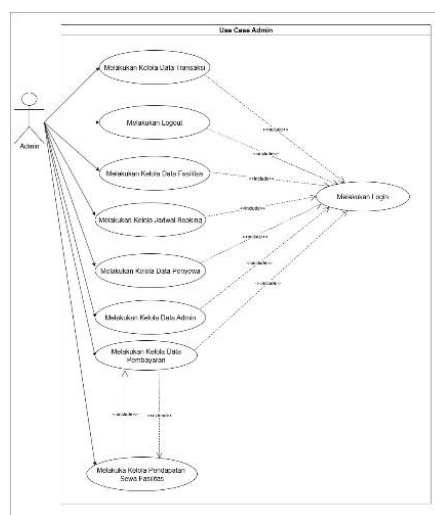 Use Case Admin
Melakukan Kelola Data Transaksi
Melakukan Logout
Admin
Melakukan Kelola Data Fasilitas
Melakukan Kelola Jadwal Booking
Melakukan Kelola Data Penyewa
Melakukan Kelola Data Admin
Melakukan Kelola Data
Pembayaran
Melakuka Kelola Pendapatan
Sewa Fasilitas
Melakukan Login
<<include>>
<<include>>
<<include>>
<<include>>
<<include>>
<<include>>
<<include>>
<<include>>
<<include>>